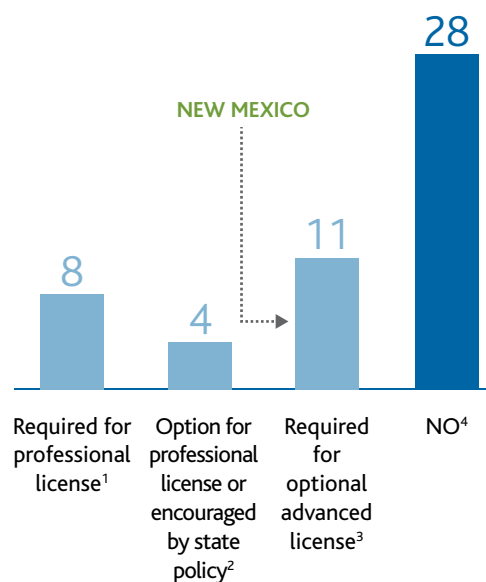 28
NEW MEXICO
11
8
4
Required for
professional
license¹
Option for
professional
license or
encouraged
by state
policy²
Required
for
optional
advanced
license³
NO⁴